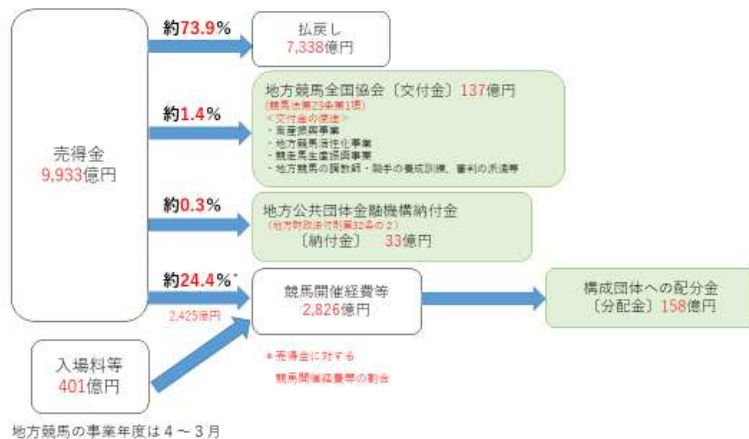 約73.9%
払戻し
7,338億円
地方競馬全国協会〔交付金〕137億円
(競馬法第23条第1項)
＜交付金の使途＞
・畜産振興事業
・地方競馬活性化事業
・競走馬生産振興事業
・地方競馬の調教師・騎手の養成訓練、審判の派遣等
約1.4%
売得金
9,933億円
約0.3%
地方公共団体金融機構納付金
(地方財政法付則第32条の2)
〔納付金〕 33億円
約24.4%*
2,425億円
競馬開催経費等
2,826億円
構成団体への配分金
〔分配金〕158億円
入場料等
401億円
＊売得金に対する
競馬開催経費等の割合
地方競馬の事業年度は4～3月